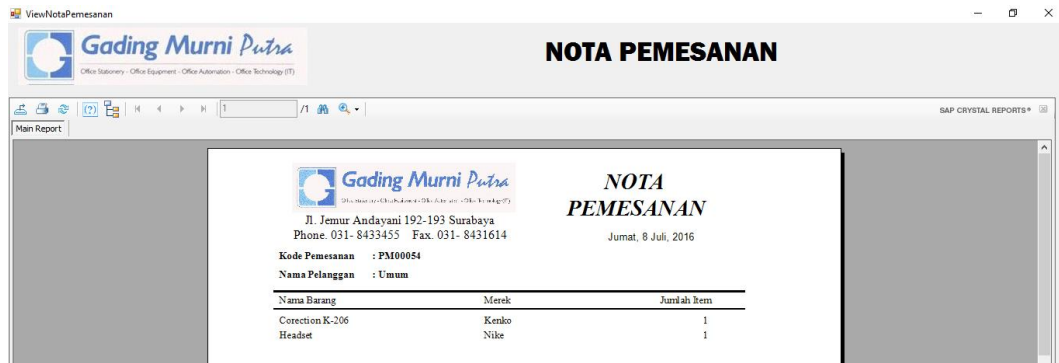 ViewNotaPemesanan
Gading Murni Putra
Office Stationery - Office Equipment - Office Automation - Office Technology (IT)
NOTA PEMESANAN
1 /1
SAP CRYSTAL REPORTS®
Main Report
Gading Murni Putra
NOTA
PEMESANAN
Jl. Jemur Andayani 192-193 Surabaya
Phone. 031- 8433455 Fax. 031- 8431614
Jumat, 8 Juli, 2016
Kode Pemesanan : PM00054
Nama Pelanggan : Umum
Nama Barang Merek Jumlah Item
Corection K-206 Kenko 1
Headset Nike 1